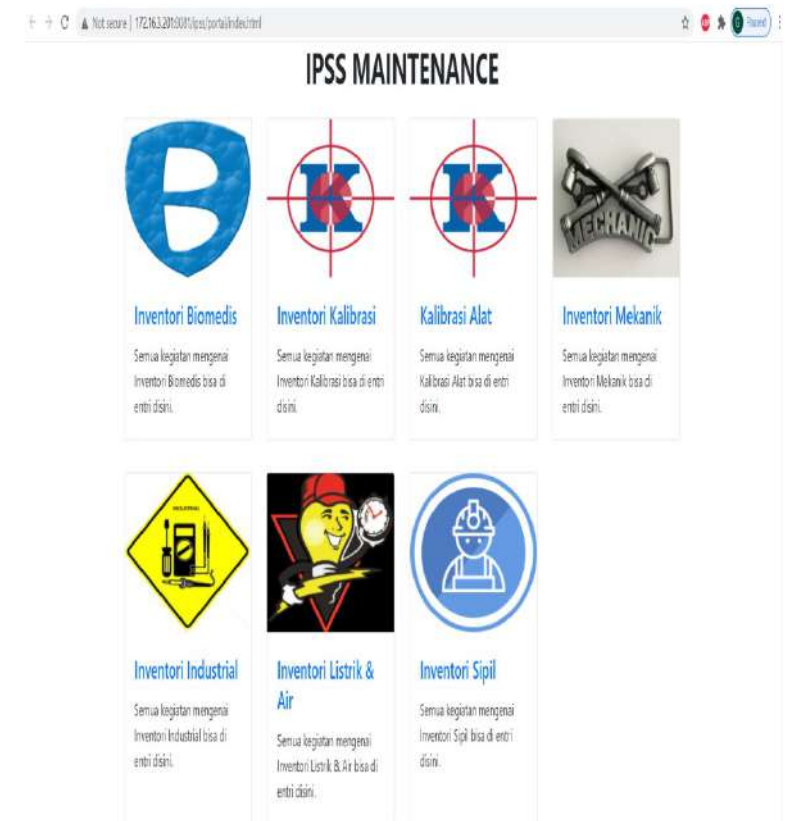 Not secure | 172.16.3.201:8081/ipss/portal/index.html
IPSS MAINTENANCE
MECHANIC
Inventori Biomedis
Semua kegiatan mengenai
Inventori Biomedis bisa di
entri disini.
Inventori Kalibrasi
Semua kegiatan mengenai
Inventori Kalibrasi bisa di entri
disini.
Kalibrasi Alat
Semua kegiatan mengenai
Kalibrasi Alat bisa di entri
disini.
Inventori Mekanik
Semua kegiatan mengenai
Inventori Mekanik bisa di
entri disini.
Inventori Industrial
Semua kegiatan mengenai
Inventori Industrial bisa di
entri disini.
Inventori Listrik &
Air
Semua kegiatan mengenai
Inventori Listrik & Air bisa di
entri disini.
Inventori Sipil
Semua kegiatan mengenai
Inventori Sipil bisa di entri
disini.